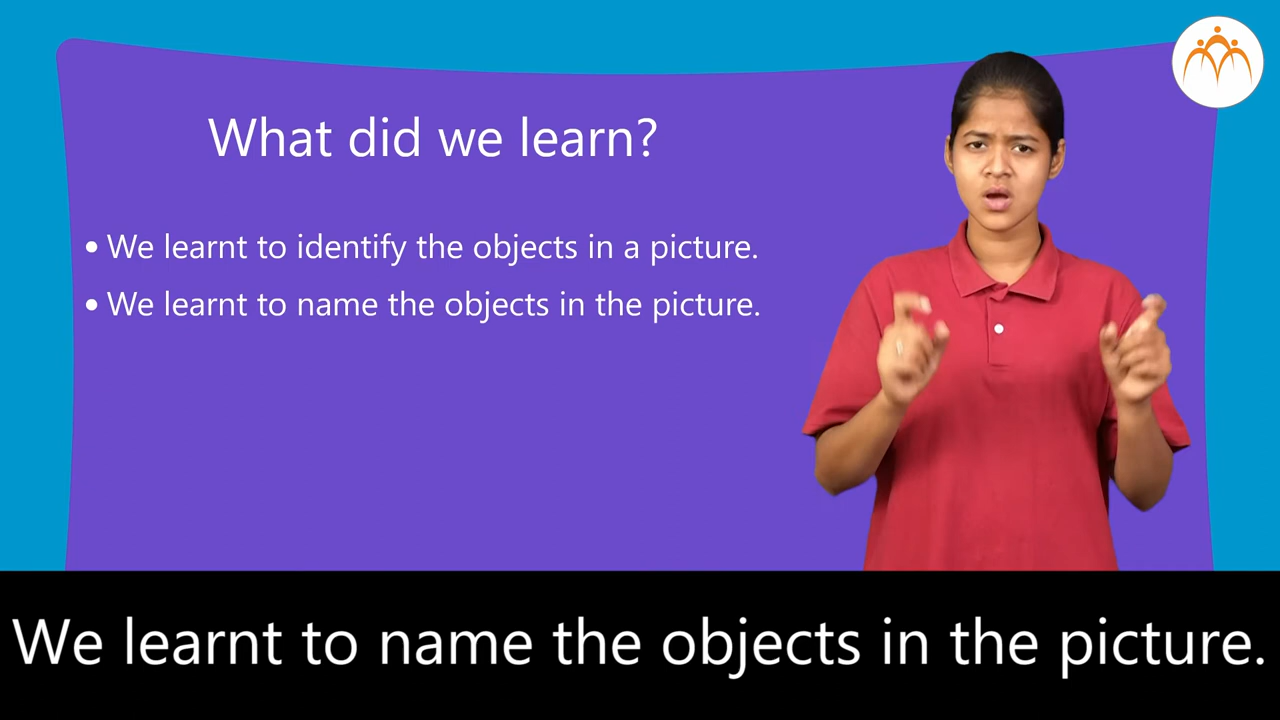 What did we learn?
• We learnt to identify the objects in a picture.
• We learnt to name the objects in the picture.
We learnt to name the objects in the picture.